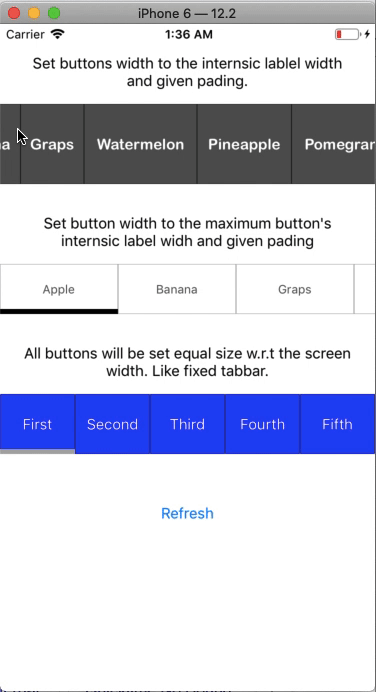 iPhone 6 — 12.2
Carrier 1:36 AM
Set buttons width to the internsic lablel width
and given pading.
a Graps Watermelon Pineapple Pomegrar
Set button width to the maximum button's
internsic label widh and given pading
Apple Banana Graps
All buttons will be set equal size w.r.t the screen
width. Like fixed tabbar.
First Second Third Fourth Fifth
Refresh